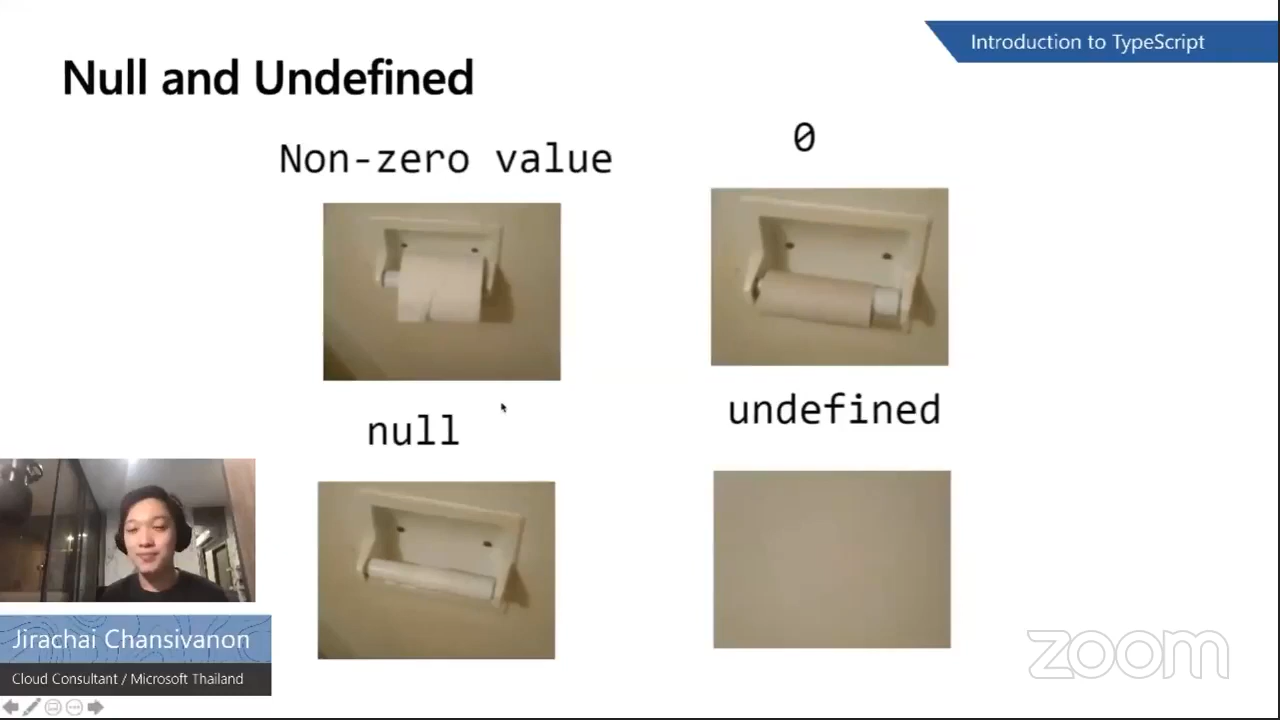 Introduction to TypeScript
Null and Undefined
Non-zero value
0
null
undefined
Jirachai Chansivanon
Cloud Consultant / Microsoft Thailand
zoom